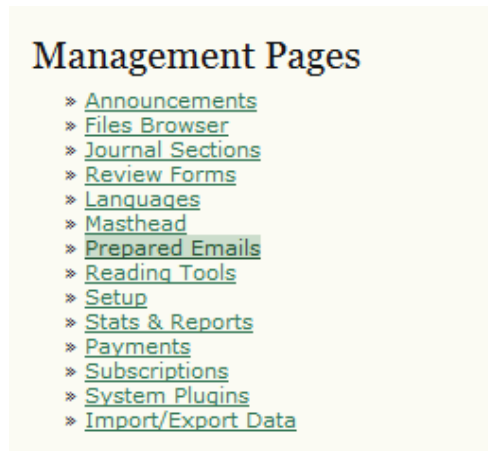 Management Pages
» Announcements
» Files Browser
» Journal Sections
» Review Forms
» Languages
» Masthead
» Prepared Emails
» Reading Tools
» Setup
» Stats & Reports
» Payments
» Subscriptions
» System Plugins
» Import/Export Data